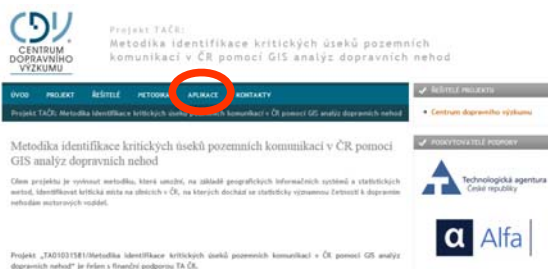 CDV
CENTRUM
DOPRAVNÍHO
VÝZKUMU
Projekt TAČR:
Metodika identifikace kritických úseků pozemních
komunikací v ČR pomocí GIS analýz dopravních nehod
ÚVOD PROJEKT ŘEŠITELÉ METODIKA APLIKACE KONTAKTY
Projekt TAČR: Metodika identifikace kritických úseků pozemních komunikací v ČR pomocí GIS analýz dopravních nehod
ŘEŠITELÉ PROJEKTU
Centrum dopravního výzkumu
Metodika identifikace kritických úseků pozemních komunikací v ČR pomocí
GIS analýz dopravních nehod
Cílem projektu je vyvinout metodiku, která umožní, na základě geografických informačních systémů a statistických
metod, identifikovat kritická místa na silnicích v ČR, na kterých dochází ve statisticky významnou četností k dopravním
nehodám motorových vozidel.
Projekt „TA01031581/Metodika identifikace kritických úseků pozemních komunikací v ČR pomocí GIS analýz
dopravních nehod" je řešen s finanční podporou TA ČR.
POSKYTOVATELÉ PODPORY
Technologická agentura
České republiky
α Alfa